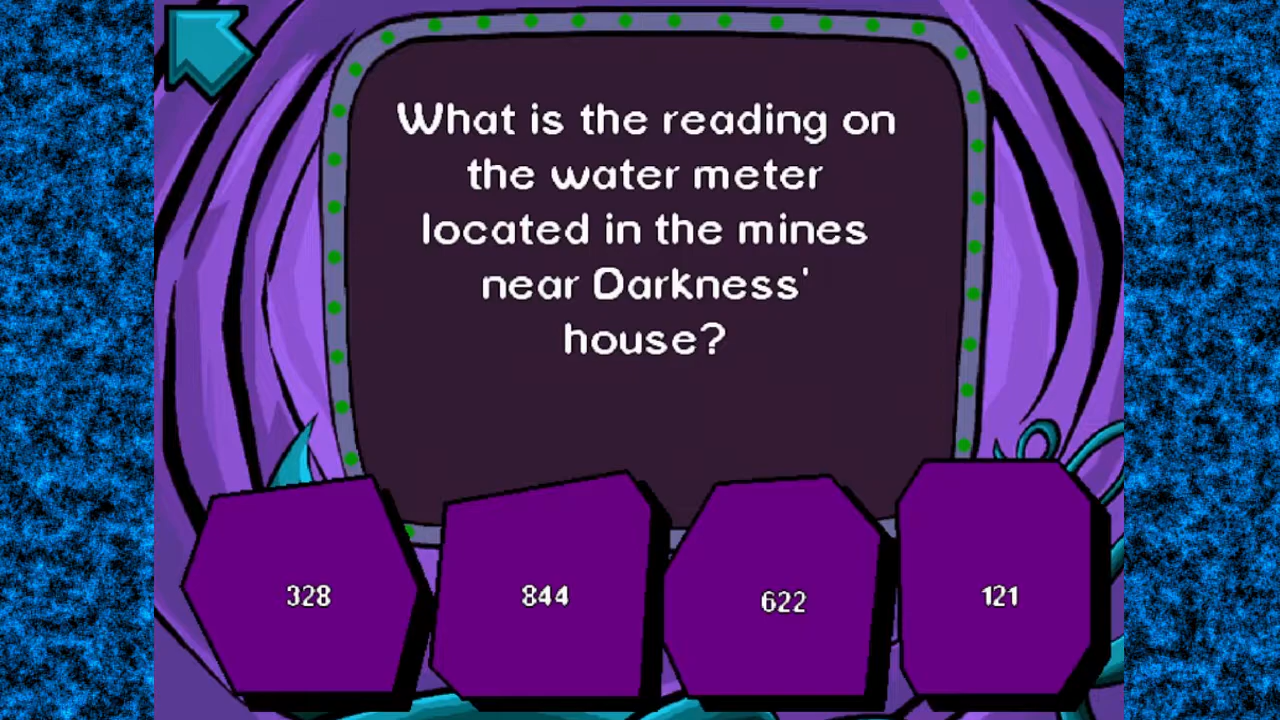 What is the reading on
the water meter
located in the mines
near Darkness'
house?
328
844
622
121